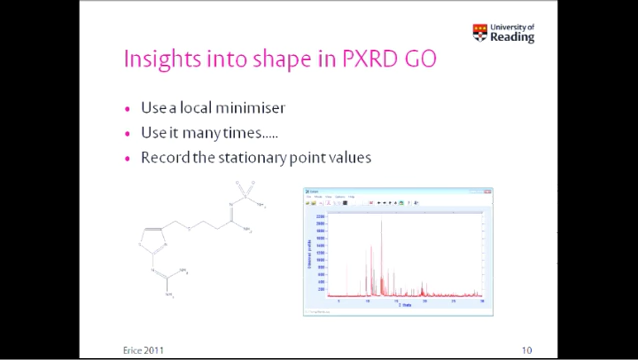 University of
Reading
Insights into shape in PXRD GO
• Use a local minimiser
• Use it many times.....
• Record the stationary point values
Erice 2011
10